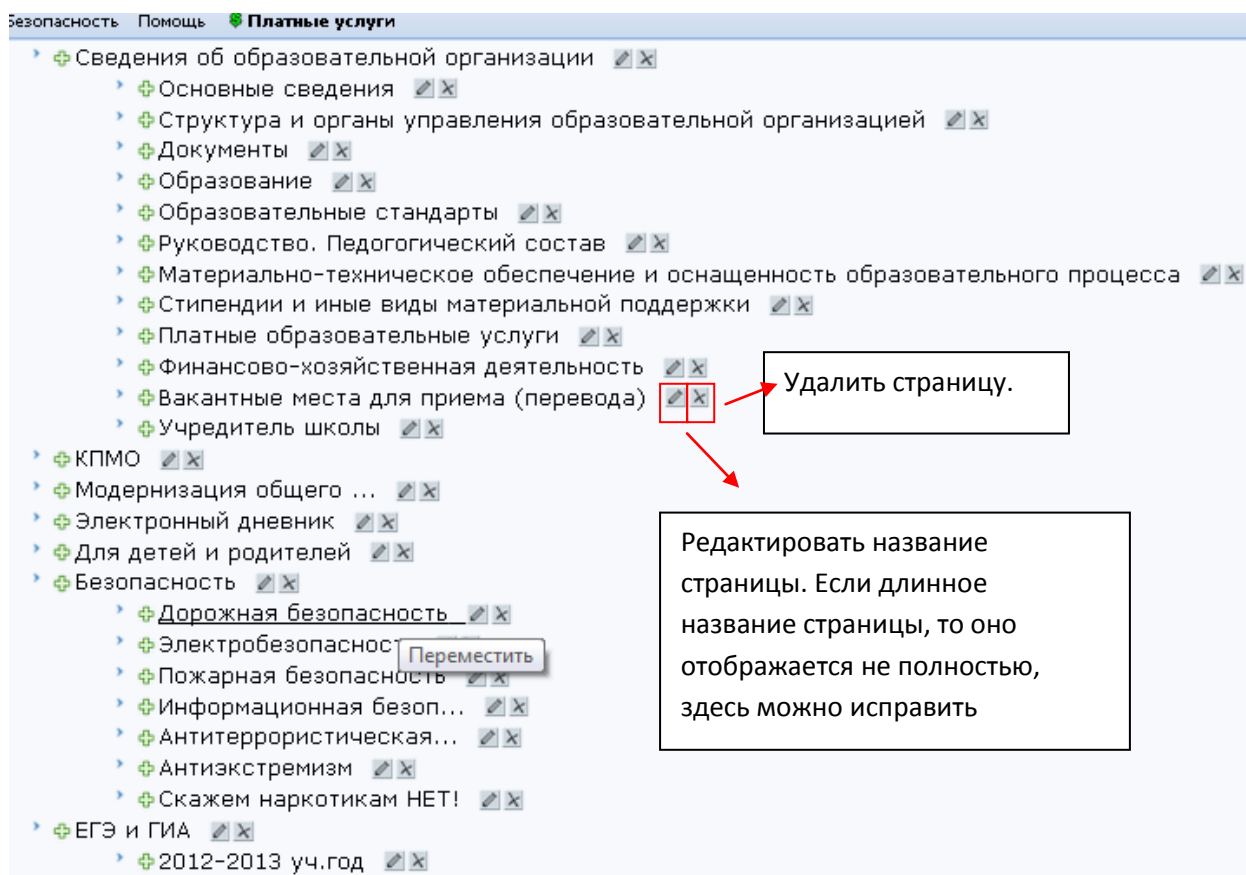 Безопасность Помощь Платные услуги
Сведения об образовательной организации
Основные сведения
Структура и органы управления образовательной организацией
Документы
Образование
Образовательные стандарты
Руководство. Педогогический состав
Материально-техническое обеспечение и оснащенность образовательного процесса
Стипендии и иные виды материальной поддержки
Платные образовательные услуги
Финансово-хозяйственная деятельность
Вакантные места для приема (перевода)
Учредитель школы
Удалить страницу.
КПМО
Модернизация общего ...
Электронный дневник
Для детей и родителей
Безопасность
Дорожная безопасность
Электробезопасност
Переместить
Пожарная безопасность
Информационная безоп...
Антитеррористическая...
Антиэкстремизм
Скажем наркотикам НЕТ!
ЕГЭ и ГИА
2012-2013 уч.год
Редактировать название
страницы. Если длинное
название страницы, то оно
отображается не полностью,
здесь можно исправить